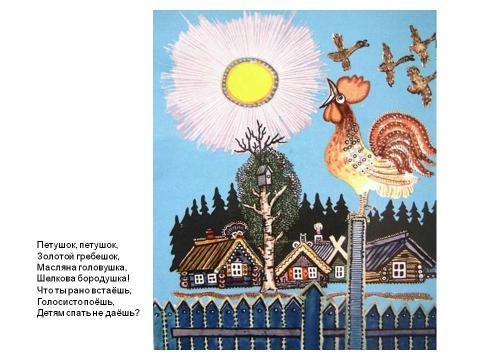 Петушок, петушок,
Золотой гребешок,
Масляна головушка,
Шелкова бородушка!
Что ты рано встаёшь,
Голосисто поёшь,
Детям спать не даёшь?